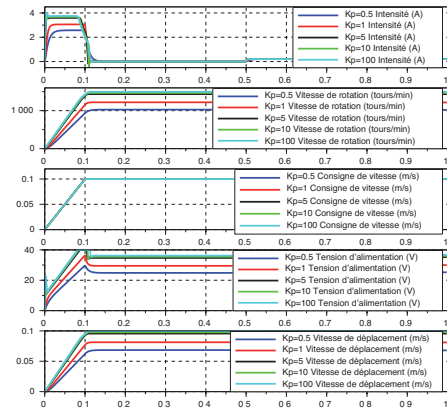 4
2
0
Kp=0.5 Intensité (A)
Kp=1 Intensité (A)
Kp=5 Intensité (A)
Kp=10 Intensité (A)
Kp=100 Intensité (A)
0 0.1 0.2 0.3 0.4 0.5 0.6 0.7 0.8 0.9 1
1 000
0
Kp=0.5 Vitesse de rotation (tours/min)
Kp=1 Vitesse de rotation (tours/min)
Kp=5 Vitesse de rotation (tours/min)
Kp=10 Vitesse de rotation (tours/min)
Kp=100 Vitesse de rotation (tours/min)
0 0.1 0.2 0.3 0.4 0.5 0.6 0.7 0.8 0.9 1
0.1
0.05
0
Kp=0.5 Consigne de vitesse (m/s)
Kp=1 Consigne de vitesse (m/s)
Kp=5 Consigne de vitesse (m/s)
Kp=10 Consigne de vitesse (m/s)
Kp=100 Consigne de vitesse (m/s)
0 0.1 0.2 0.3 0.4 0.5 0.6 0.7 0.8 0.9 1
40
20
0
Kp=0.5 Tension d'alimentation (V)
Kp=1 Tension d'alimentation (V)
Kp=5 Tension d'alimentation (V)
Kp=10 Tension d'alimentation (V)
Kp=100 Tension d'alimentation (V)
0 0.1 0.2 0.3 0.4 0.5 0.6 0.7 0.8 0.9 1
0.1
0.05
0
Kp=0.5 Vitesse de déplacement (m/s)
Kp=1 Vitesse de déplacement (m/s)
Kp=5 Vitesse de déplacement (m/s)
Kp=10 Vitesse de déplacement (m/s)
Kp=100 Vitesse de déplacement (m/s)
0 0.1 0.2 0.3 0.4 0.5 0.6 0.7 0.8 0.9 1